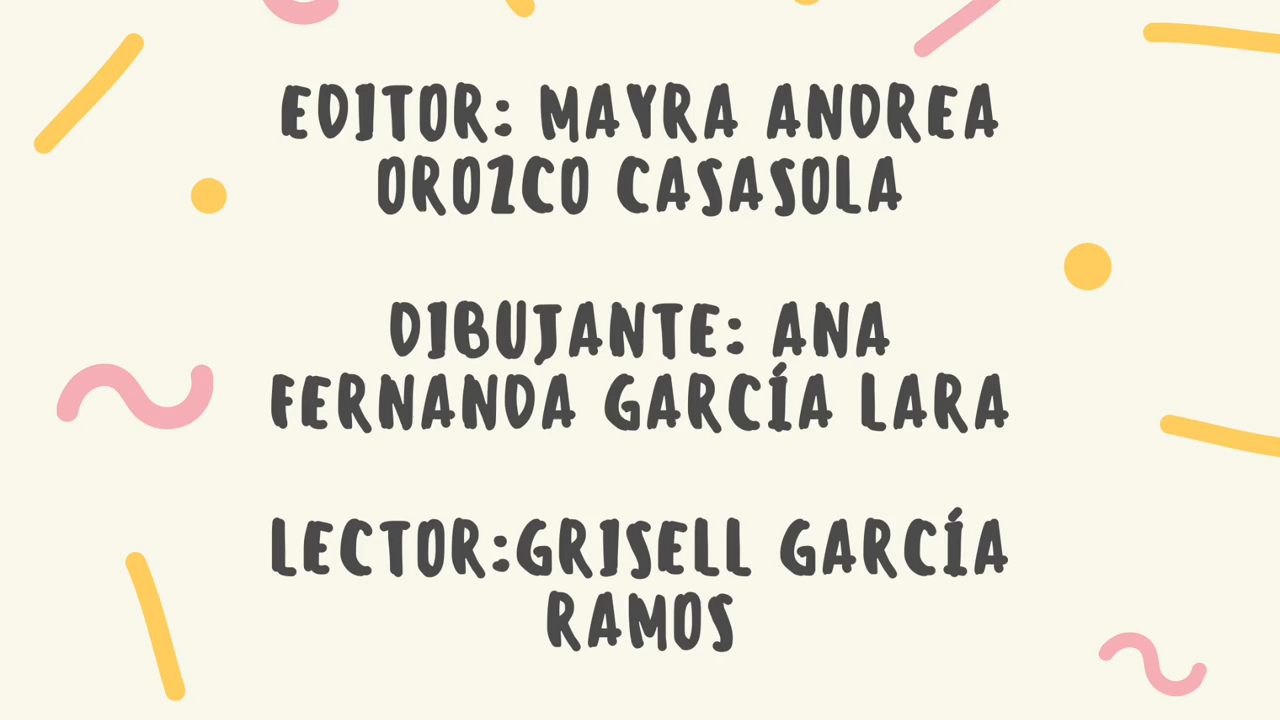 EDITOR: MAYRA ANDREA
OROZCO CASASOLA
DIBUJANTE: ANA
FERNANDA GARCÍA LARA
LECTOR:GRISELL GARCÍA
RAMOS